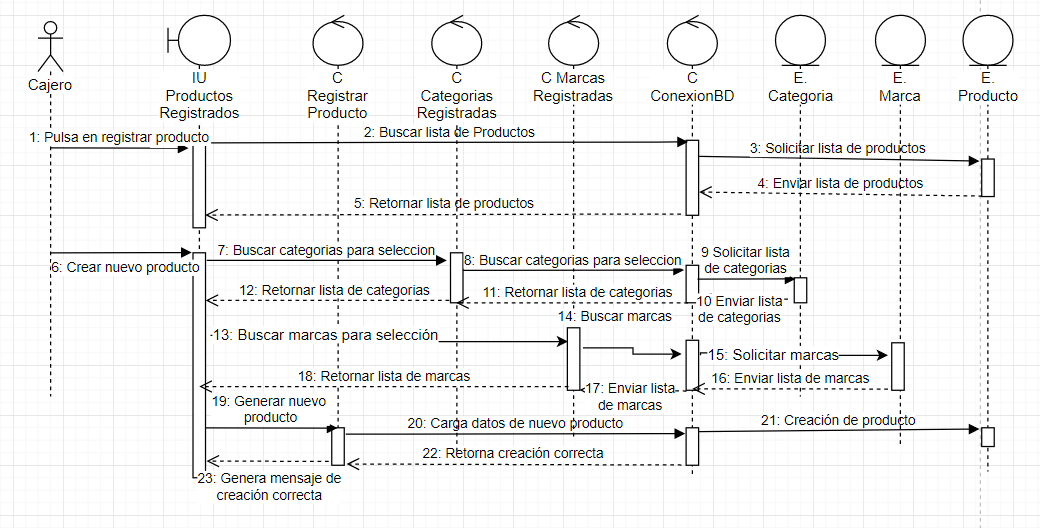 Cajero
IU
Productos
Registrados
C
Registrar
Producto
C
Categorias
Registradas
C Marcas
Registradas
C
ConexionBD
E.
Categoria
E.
Marca
E.
Producto
1: Pulsa en registrar producto
2: Buscar lista de Productos
3: Solicitar lista de productos
4: Enviar lista de productos
5: Retornar lista de productos
6: Crear nuevo producto
7: Buscar categorias para seleccion
8: Buscar categorias para seleccion
9 Solicitar lista
de categorias
10 Enviar lista
de categorias
11: Retornar lista de categorias
12: Retornar lista de categorias
13: Buscar marcas para selección
14: Buscar marcas
15: Solicitar marcas
16: Enviar lista de marcas
17: Enviar lista
de marcas
18: Retornar lista de marcas
19: Generar nuevo
producto
20: Carga datos de nuevo producto
21: Creación de producto
22: Retorna creación correcta
23: Genera mensaje de
creación correcta